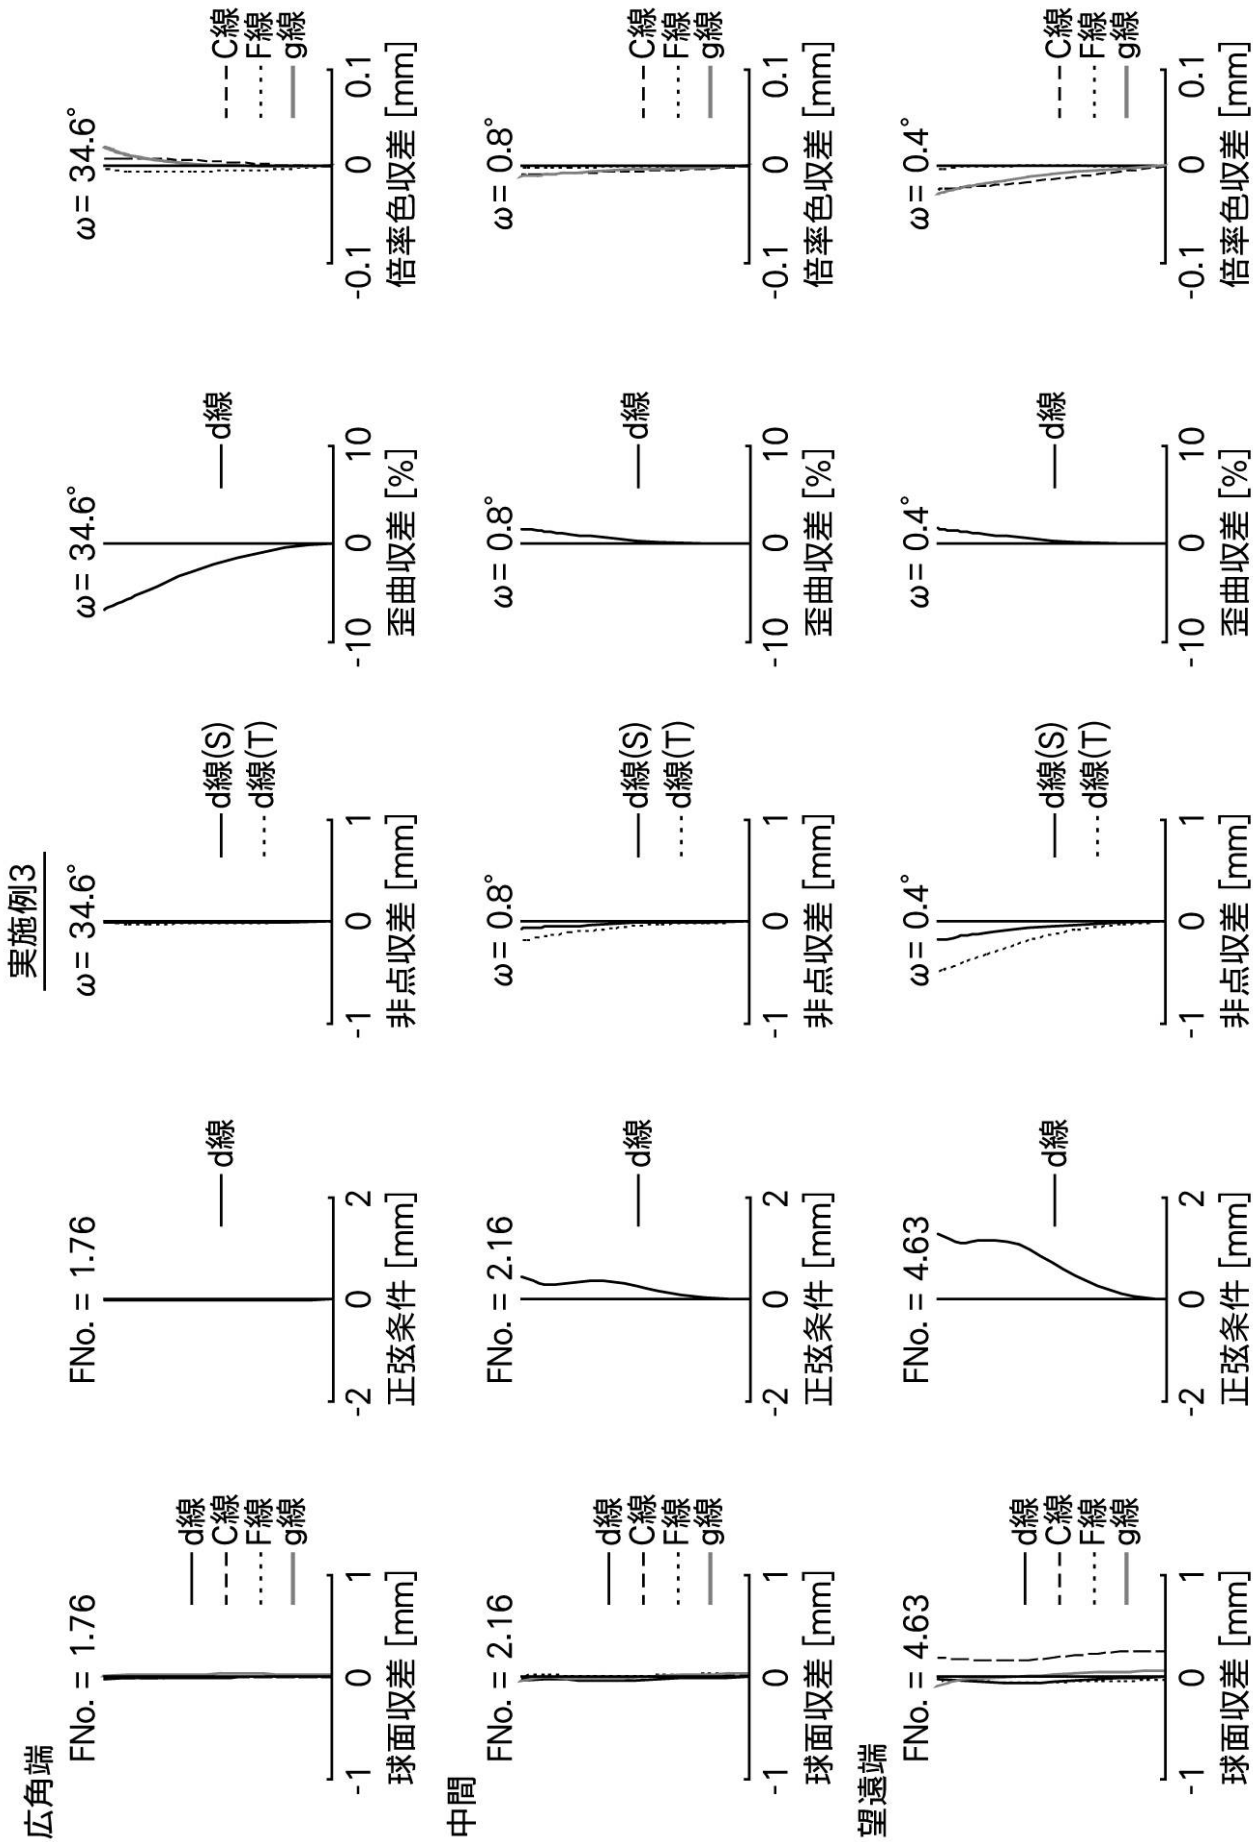 実施例3
広角端
FNo. = 1.76
d線
C線
F線
g線
-1 0 1
球面収差 [mm]
FNo. = 1.76
d線
-2 0 2
正弦条件 [mm]
ω= 34.6°
d線(S)
d線(T)
-1 0 1
非点収差 [mm]
ω= 34.6°
d線
-10 0 10
歪曲収差 [%]
ω= 34.6°
C線
F線
g線
-0.1 0 0.1
倍率色収差 [mm]
中間
FNo. = 2.16
d線
C線
F線
g線
-1 0 1
球面収差 [mm]
FNo. = 2.16
d線
-2 0 2
正弦条件 [mm]
ω= 0.8°
d線(S)
d線(T)
-1 0 1
非点収差 [mm]
ω= 0.8°
d線
-10 0 10
歪曲収差 [%]
ω= 0.8°
C線
F線
g線
-0.1 0 0.1
倍率色収差 [mm]
望遠端
FNo. = 4.63
d線
C線
F線
g線
-1 0 1
球面収差 [mm]
FNo. = 4.63
d線
-2 0 2
正弦条件 [mm]
ω= 0.4°
d線(S)
d線(T)
-1 0 1
非点収差 [mm]
ω= 0.4°
d線
-10 0 10
歪曲収差 [%]
ω= 0.4°
C線
F線
g線
-0.1 0 0.1
倍率色収差 [mm]